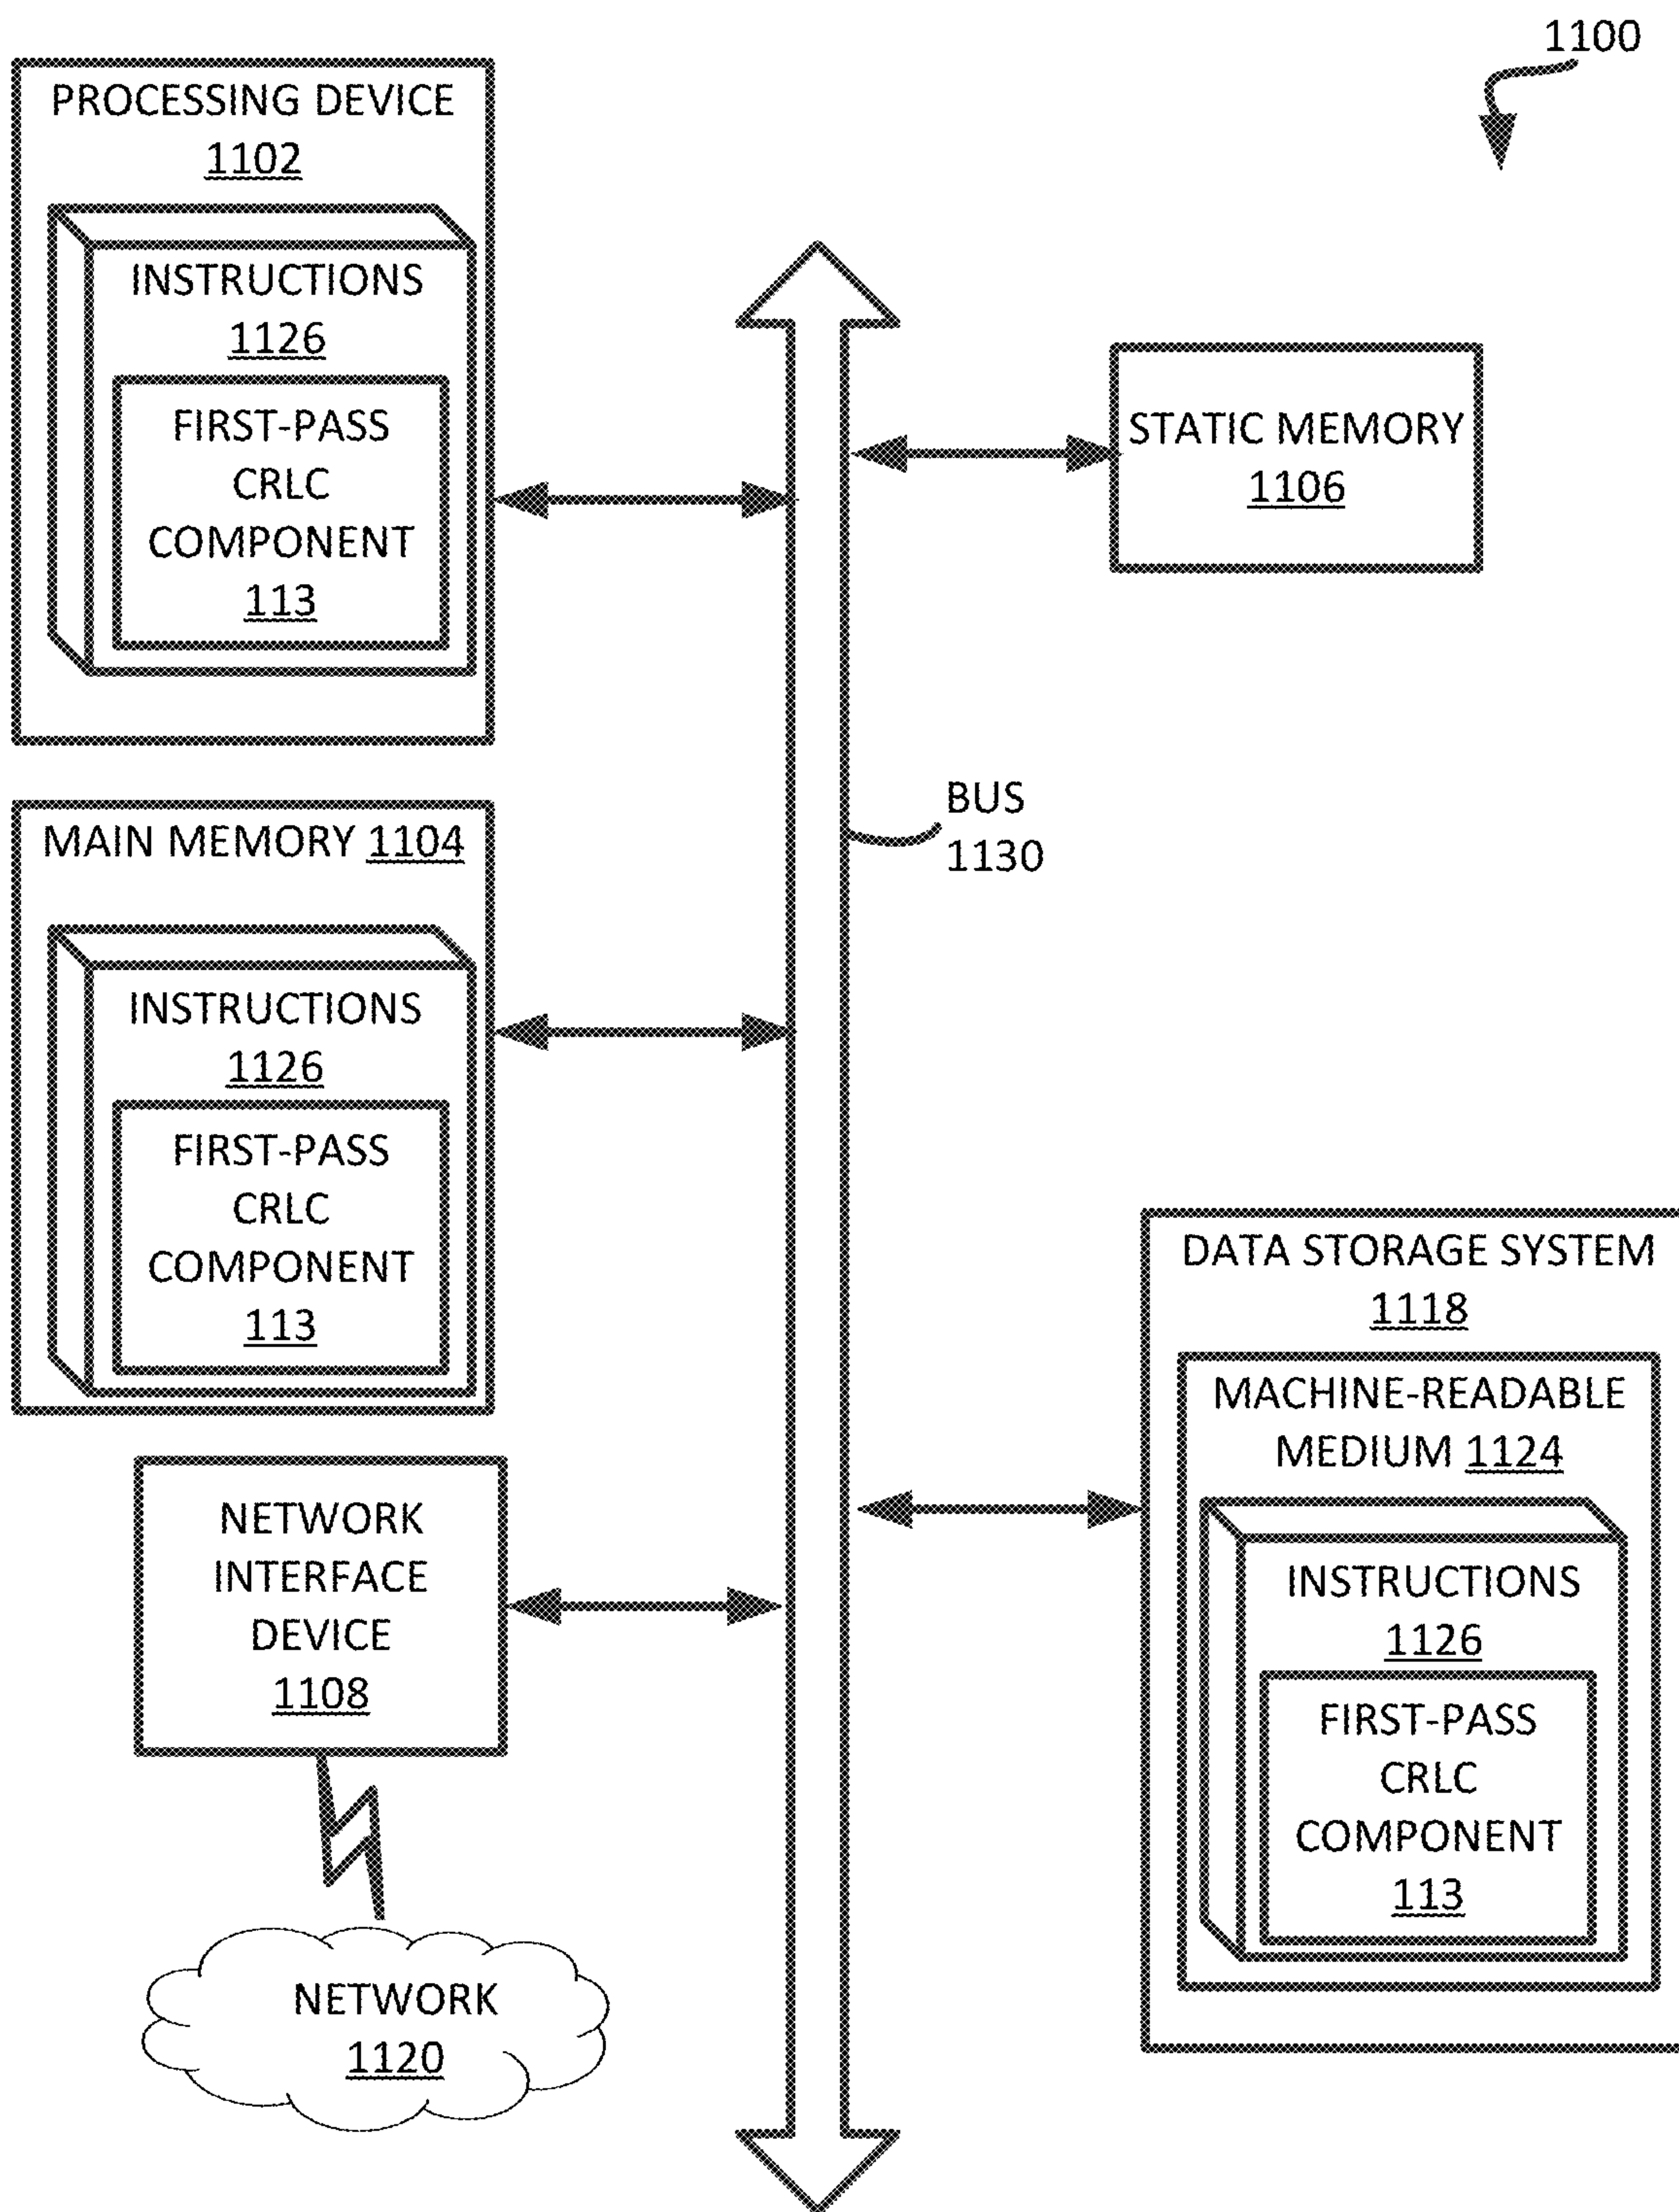 1100
PROCESSING DEVICE
1102
INSTRUCTIONS
1126
FIRST-PASS
CRLC
COMPONENT
113
STATIC MEMORY
1106
BUS
1130
MAIN MEMORY 1104
INSTRUCTIONS
1126
FIRST-PASS
CRLC
COMPONENT
113
DATA STORAGE SYSTEM
1118
MACHINE-READABLE
MEDIUM 1124
INSTRUCTIONS
1126
FIRST-PASS
CRLC
COMPONENT
113
NETWORK
INTERFACE
DEVICE
1108
NETWORK
1120